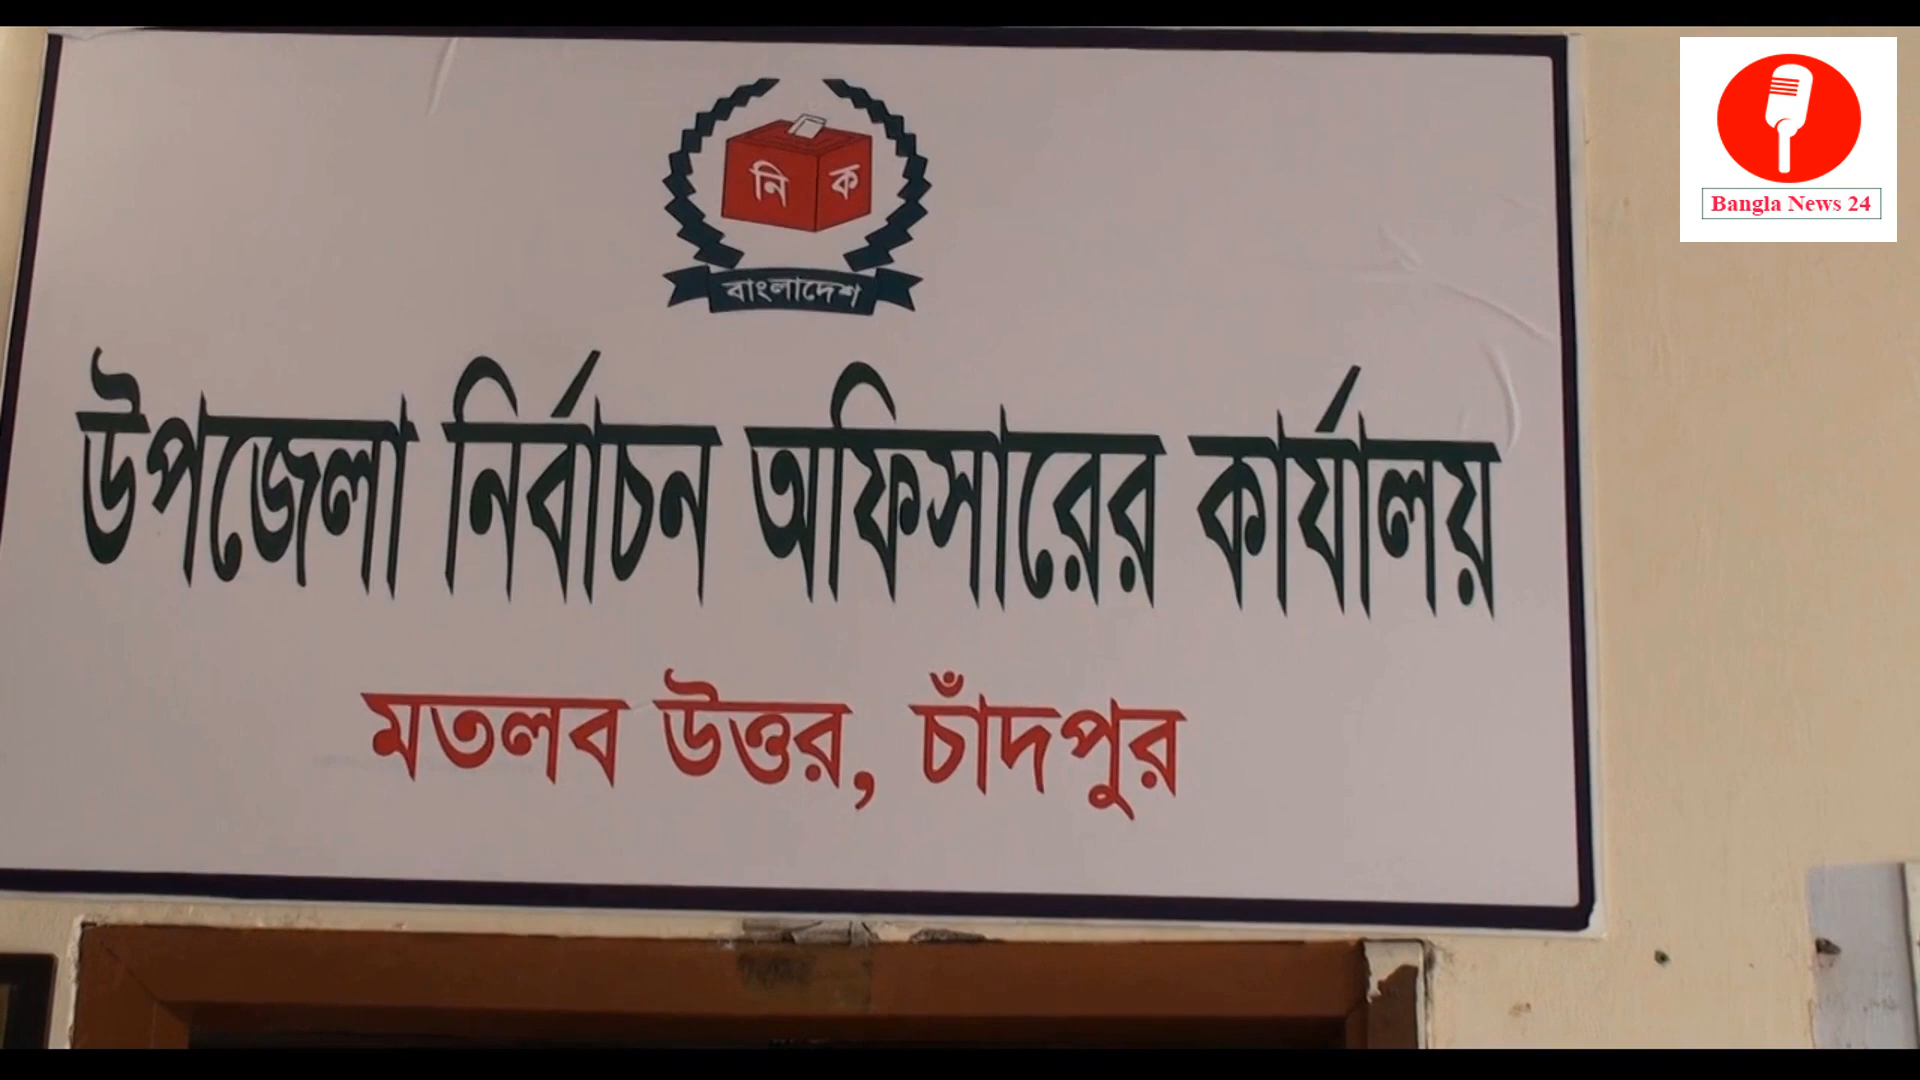 Bangla News 24
নি ক
বাংলাদেশ
উপজেলা নির্বাচন অফিসারের কার্যালয়
মতলব উত্তর, চাঁদপুর